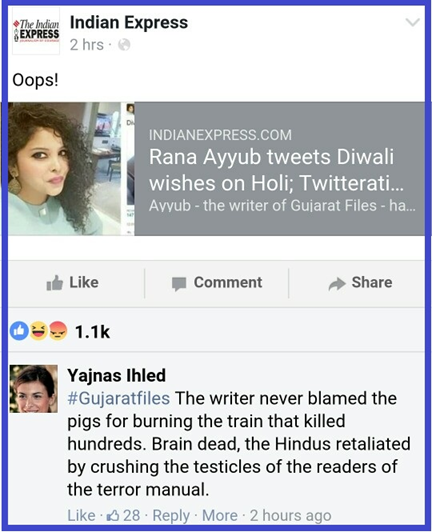 The Indian
EXPRESS
Indian Express
2 hrs ·
Oops!
INDIANEXPRESS.COM
Rana Ayyub tweets Diwali
wishes on Holi; Twitterati...
Ayyub - the writer of Gujarat Files - ha...
Like
Comment
Share
1.1k
Yajnas Ihled
#Gujaratfiles The writer never blamed the
pigs for burning the train that killed
hundreds. Brain dead, the Hindus retaliated
by crushing the testicles of the readers of
the terror manual.
Like · 28 · Reply · More · 2 hours ago